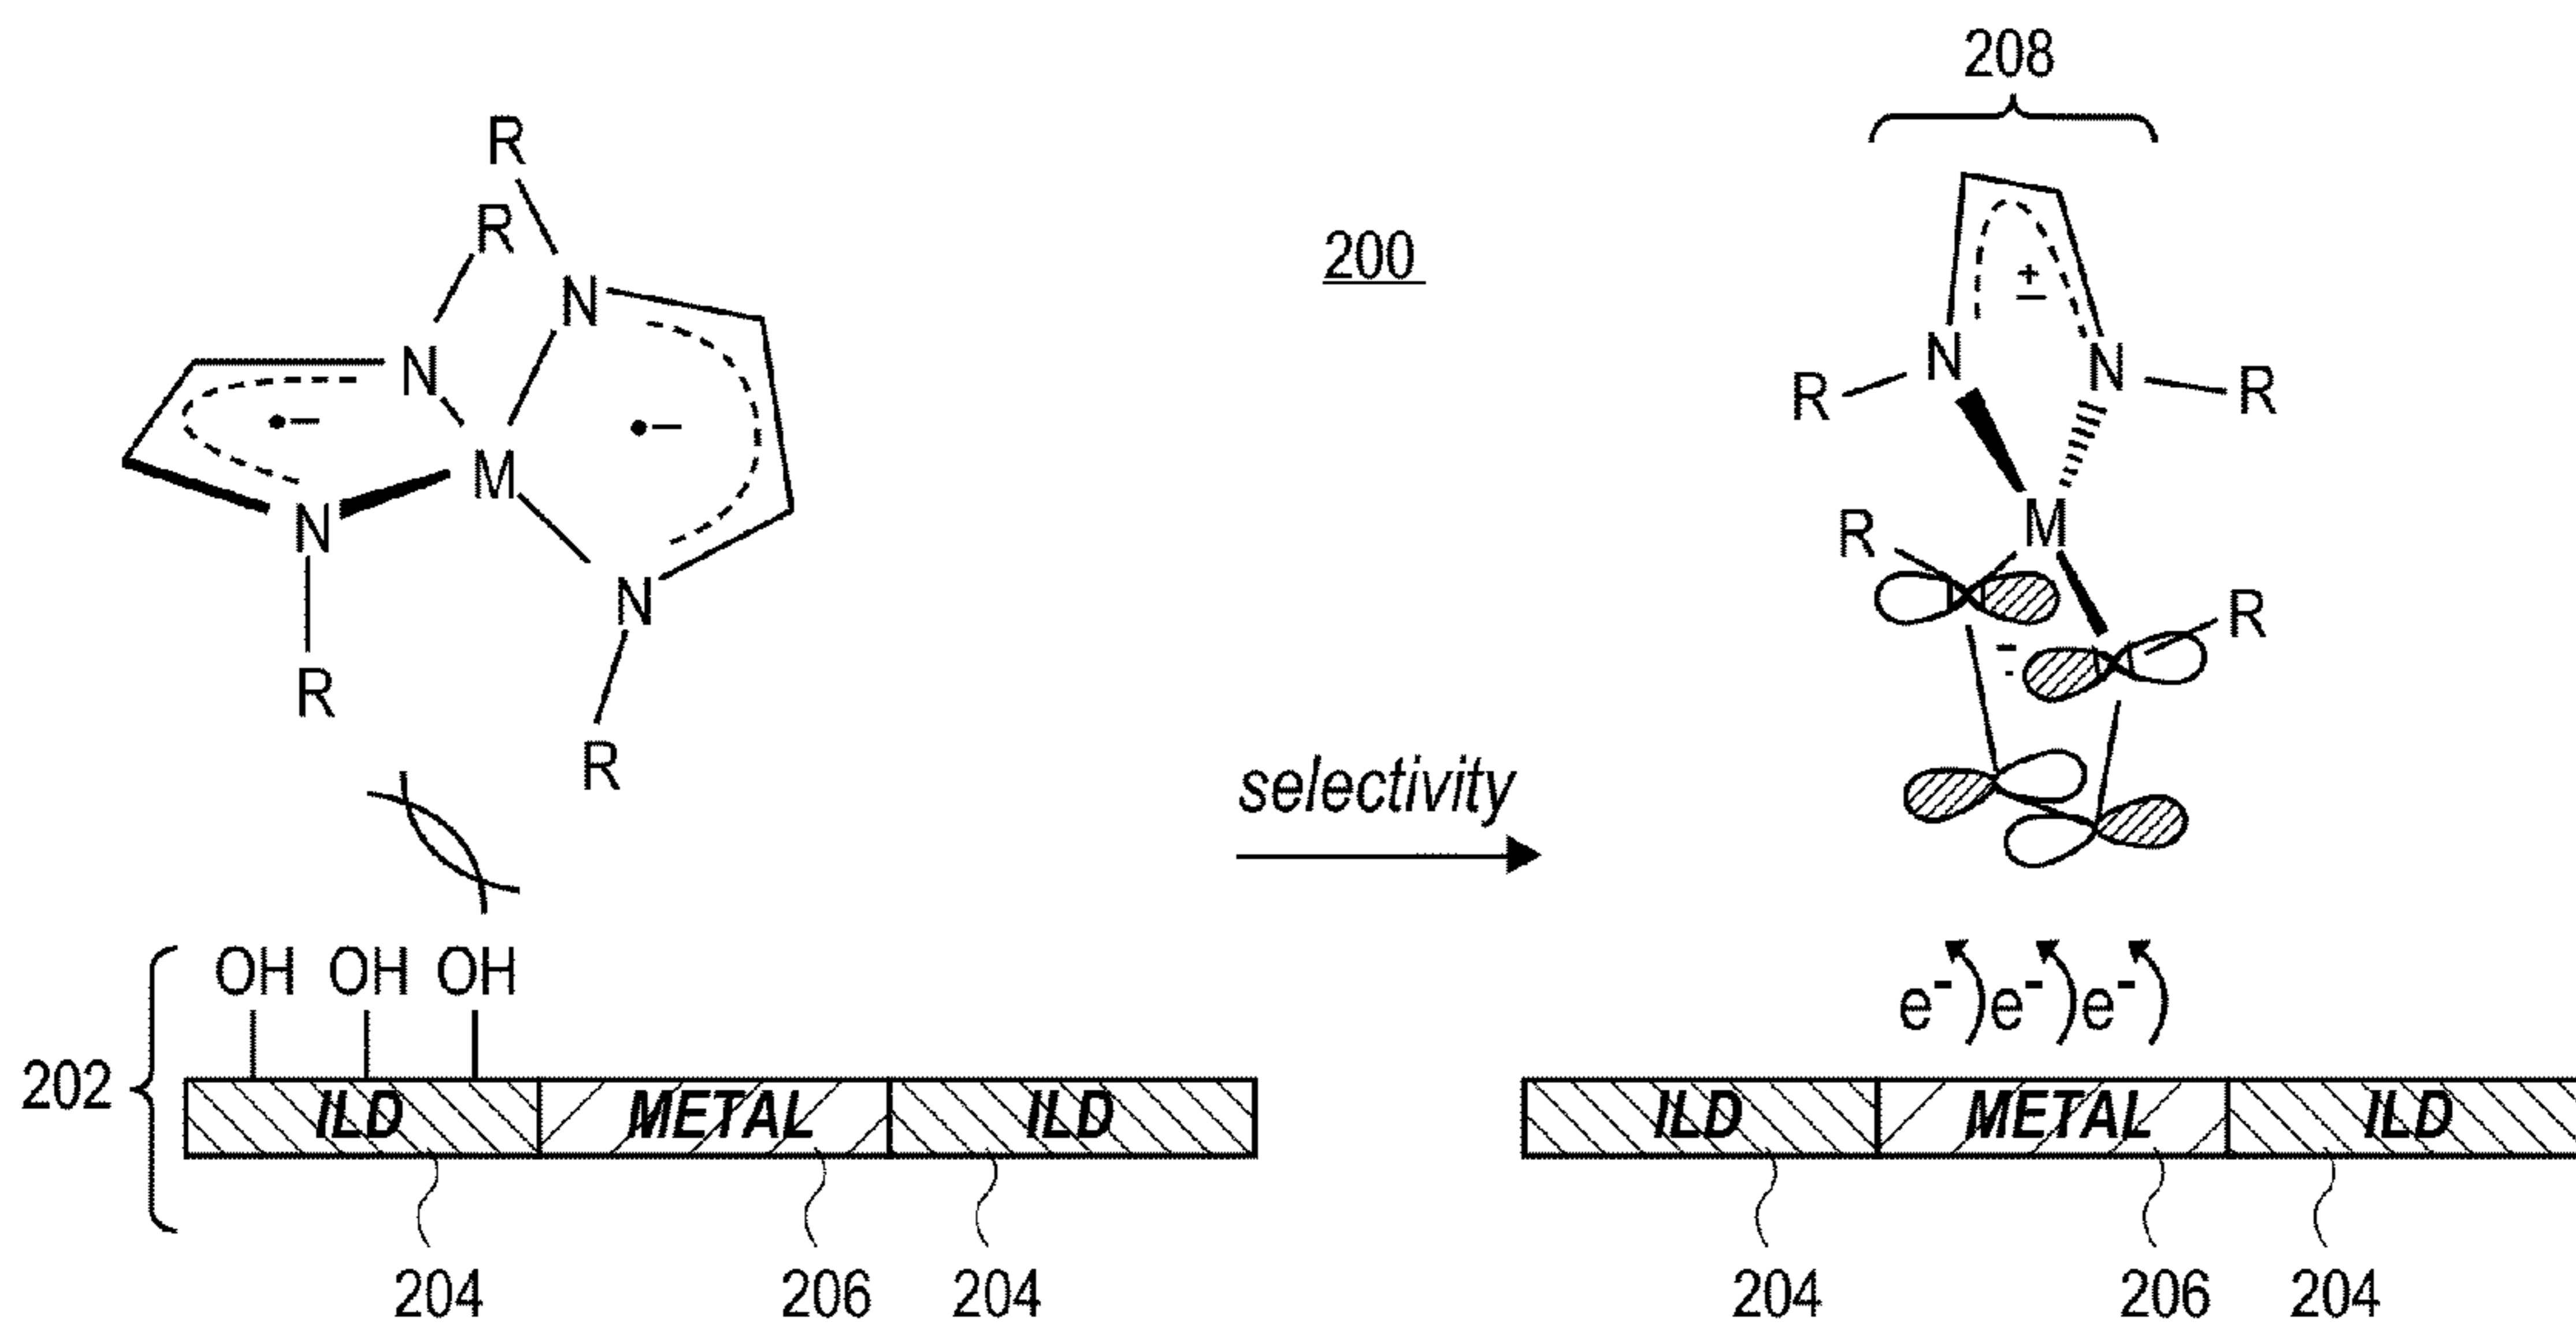 208
R
R
N
200
N
•–
•–
±
M
N
N
R
N
R
N
M
R
R
R
R
-
selectivity
OH OH OH
e- e- e-
202
ILD METAL ILD
ILD METAL ILD
204 206 204
204 206 204